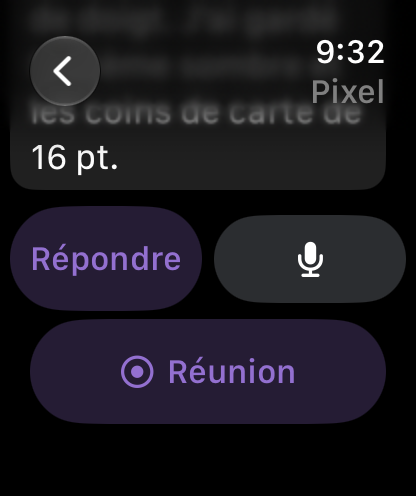 9:32
Pixel
les coins de carte de
16 pt.
Répondre
Réunion